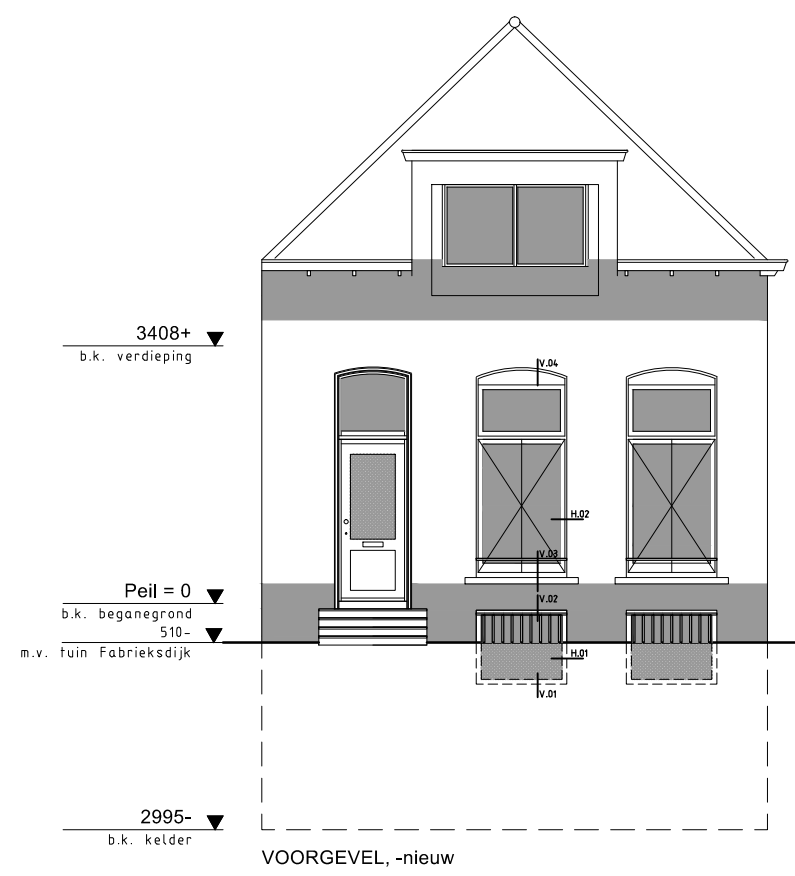 3408+
b.k. verdieping
V.04
H.02
V.03
Peil = 0
V.02
b.k. beganegrond
510-
m.v. tuin Fabrieksdijk
H.01
V.01
2995-
b.k. kelder
VOORGEVEL, -nieuw